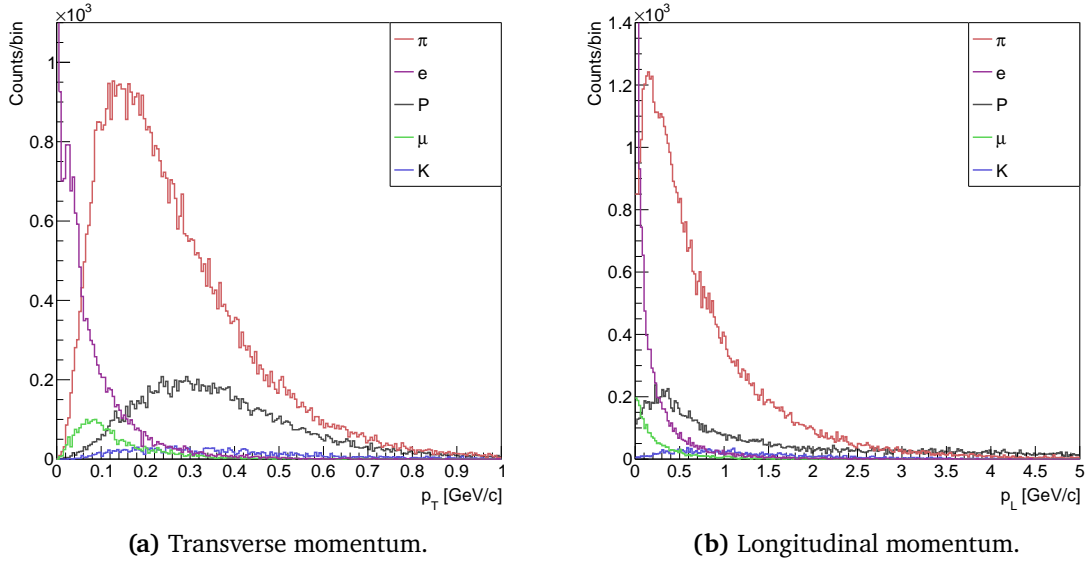 ×10³
Counts/bin
1
0.8
0.6
0.4
0.2
0
π
e
P
μ
K
0 0.1 0.2 0.3 0.4 0.5 0.6 0.7 0.8 0.9 1
p_T [GeV/c]
(a) Transverse momentum.
×10³
Counts/bin
1.4
1.2
1
0.8
0.6
0.4
0.2
0
π
e
P
μ
K
0 0.5 1 1.5 2 2.5 3 3.5 4 4.5 5
p_L [GeV/c]
(b) Longitudinal momentum.